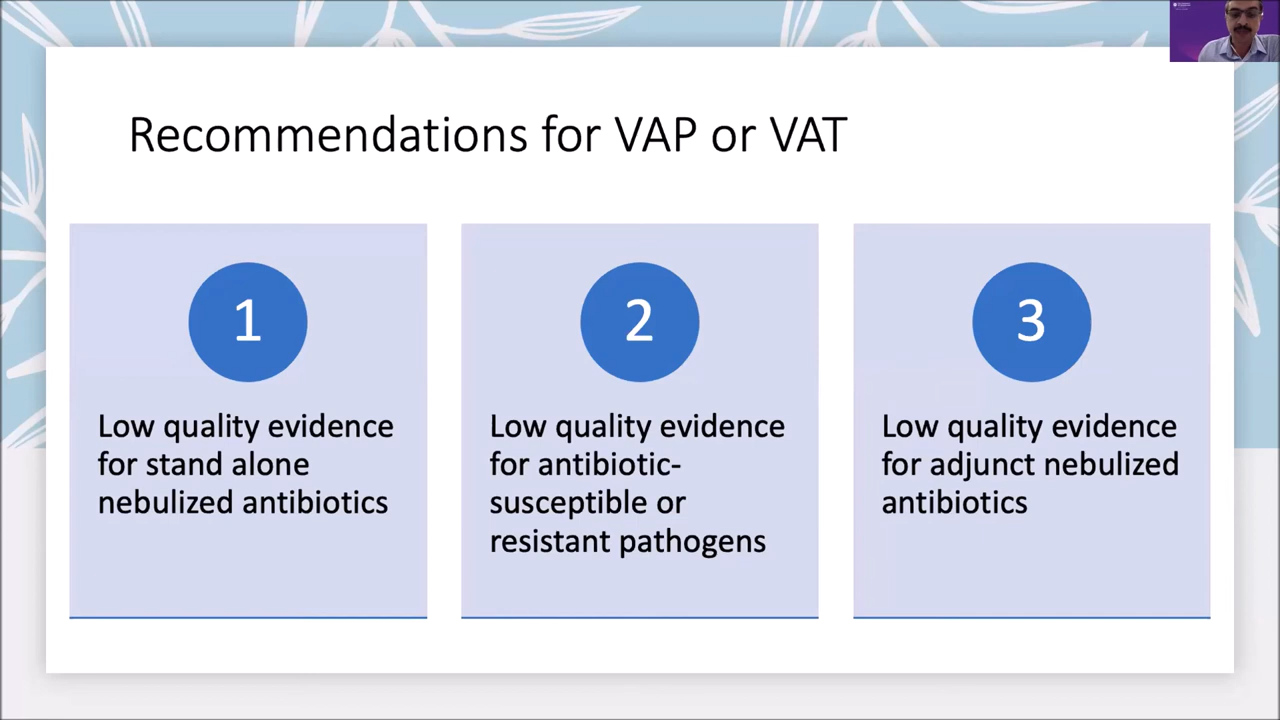 Recommendations for VAP or VAT
1
Low quality evidence
for stand alone
nebulized antibiotics
2
Low quality evidence
for antibiotic-
susceptible or
resistant pathogens
3
Low quality evidence
for adjunct nebulized
antibiotics